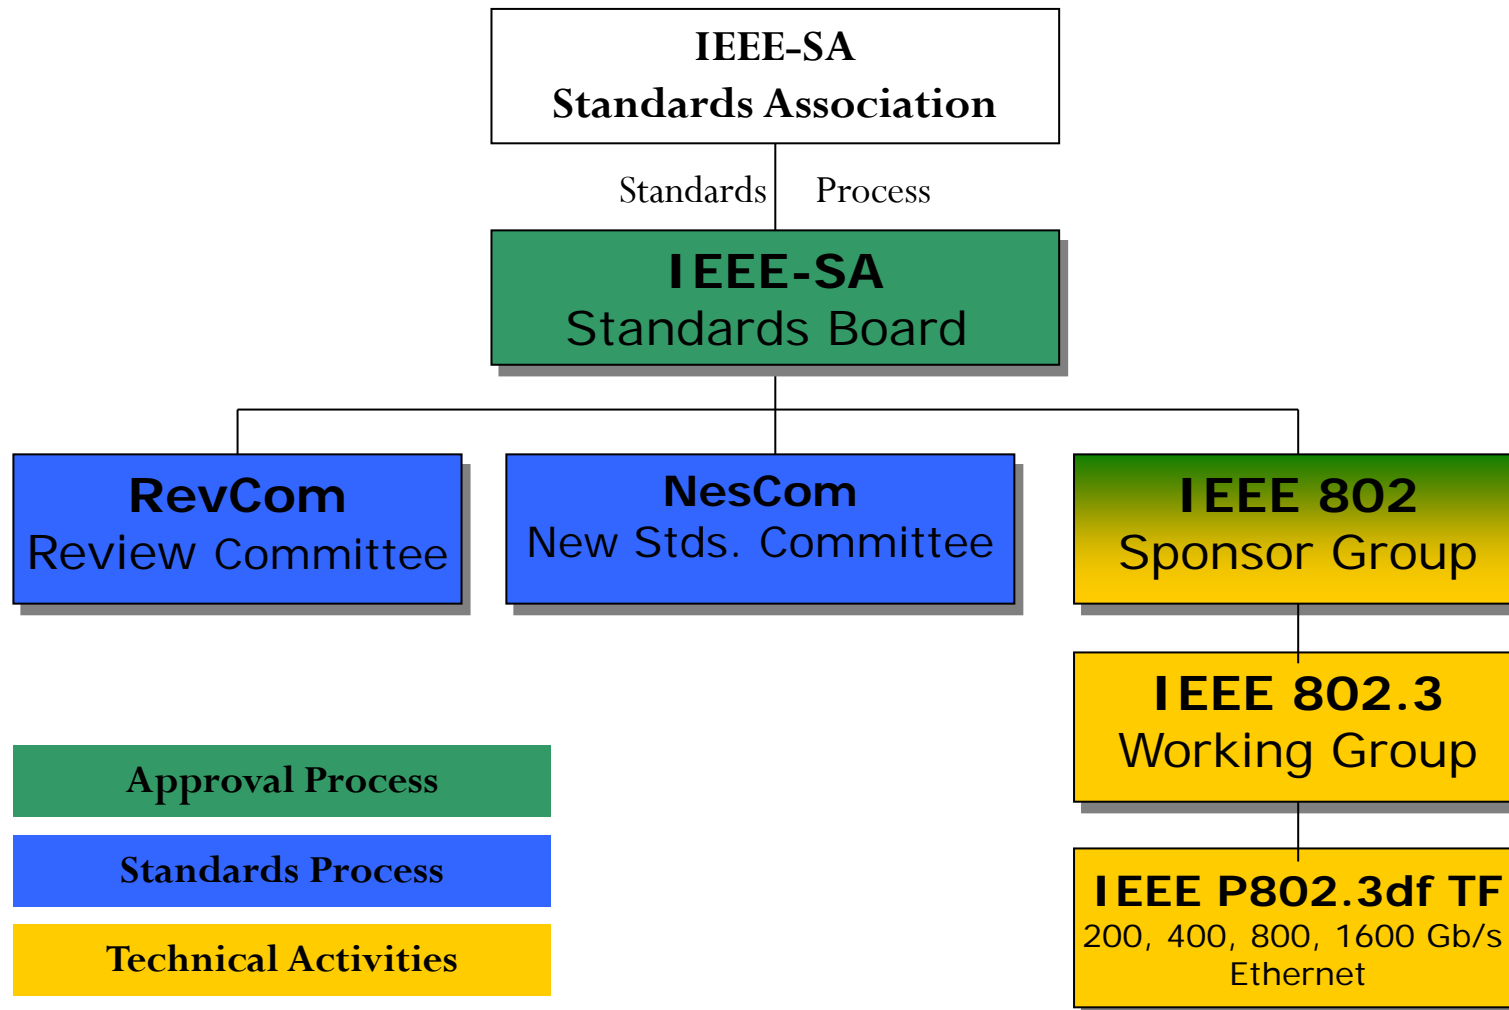 IEEE-SA
Standards Association
Standards Process
IEEE-SA
Standards Board
RevCom
Review Committee
NesCom
New Stds. Committee
IEEE 802
Sponsor Group
IEEE 802.3
Working Group
IEEE P802.3df TF
200, 400, 800, 1600 Gb/s
Ethernet
Approval Process
Standards Process
Technical Activities